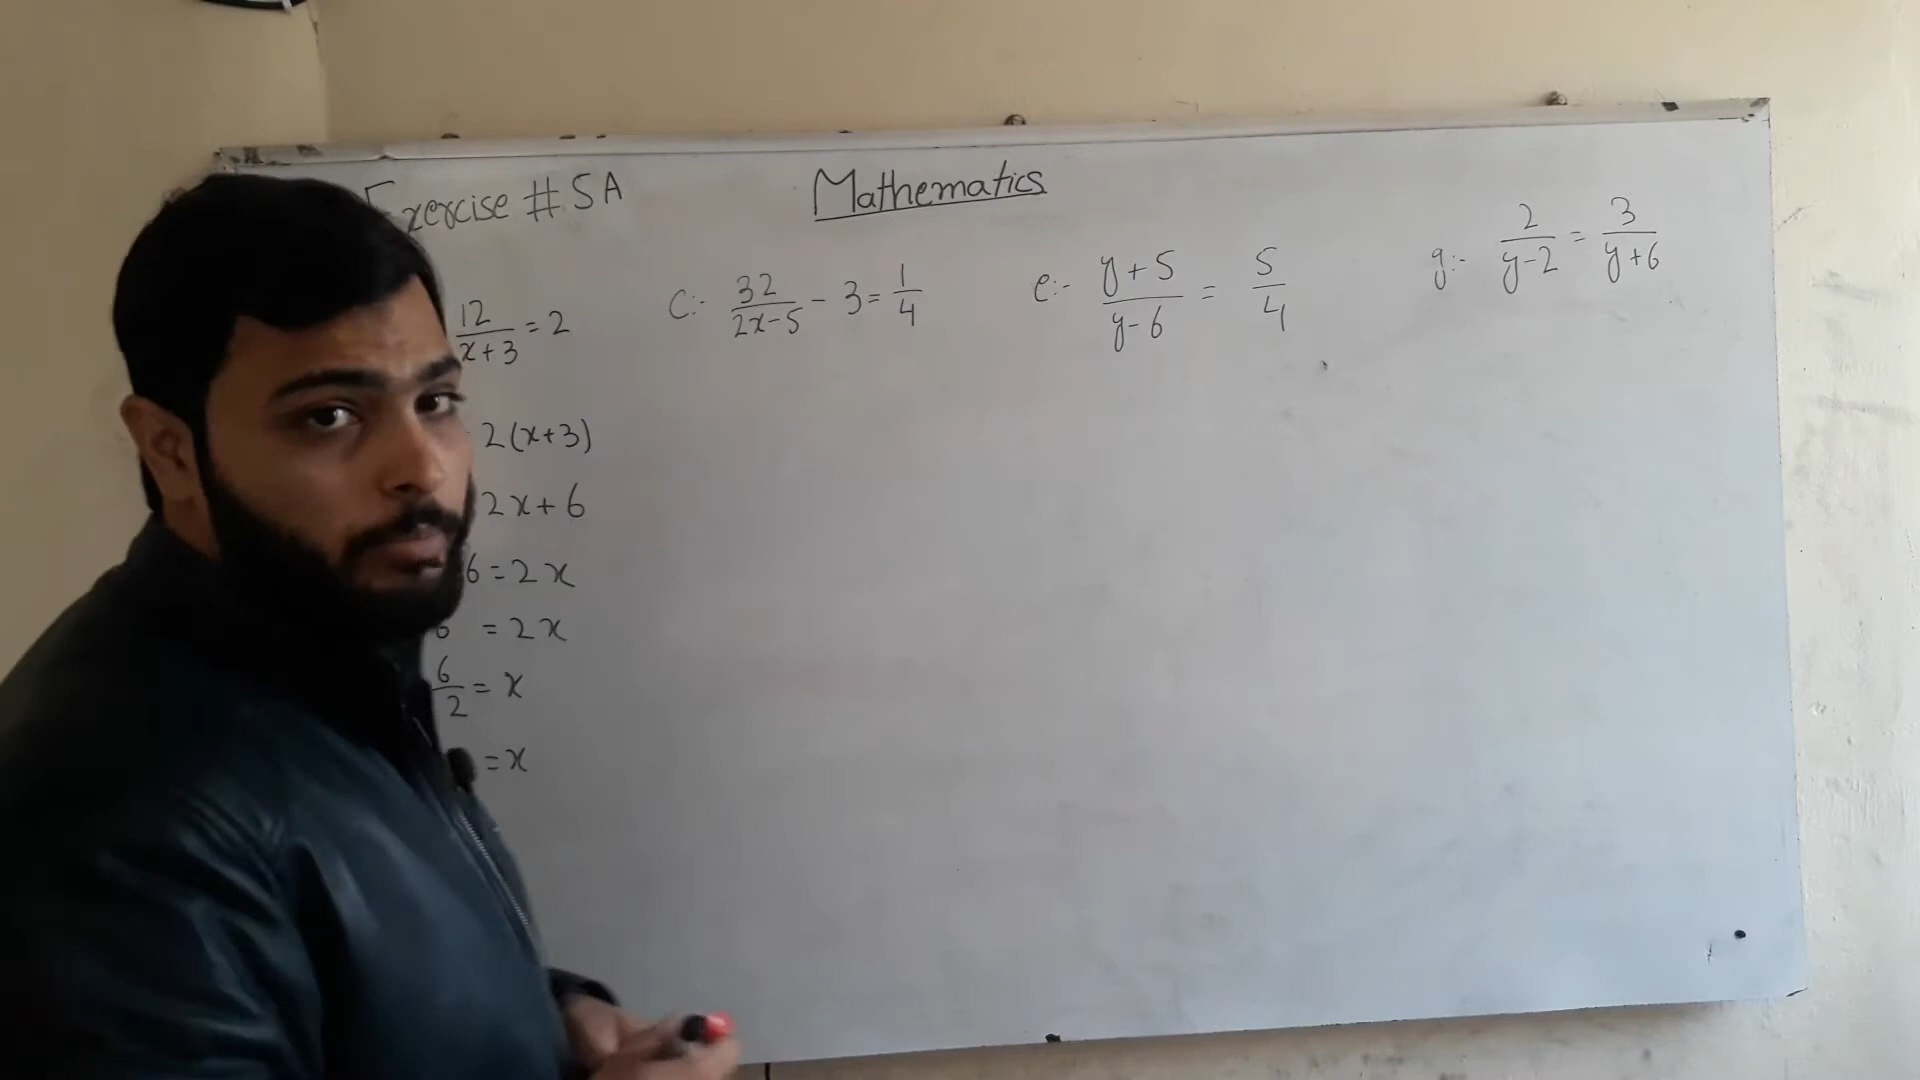 Exercise # 5A
Mathematics
12/(x+3) = 2
2(x+3)
2x+6
6=2x
6 =2x
6/2 = x
=x
C:- 32/(2x-5) - 3 = 1/4
e:- (y+5)/(y-6) = 5/4
g:- 2/(y-2) = 3/(y+6)